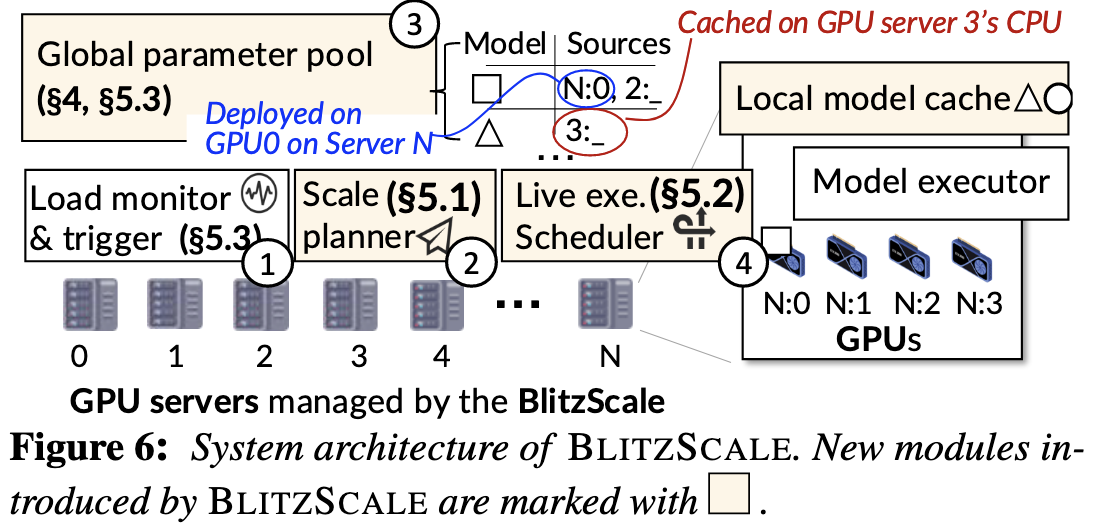 Global parameter pool
(§4, §5.3)
3
Model Sources
N:0, 2:_
3:_
...
Deployed on
GPU0 on Server N
Cached on GPU server 3's CPU
Load monitor
& trigger (§5.3)
1
Scale (§5.1)
planner
2
Live exe. (§5.2)
Scheduler
4
Local model cache
Model executor
N:0 N:1 N:2 N:3
GPUs
...
0 1 2 3 4 N
GPU servers managed by the BlitzScale
Figure 6: System architecture of BLITZSCALE. New modules in-
troduced by BLITZSCALE are marked with .